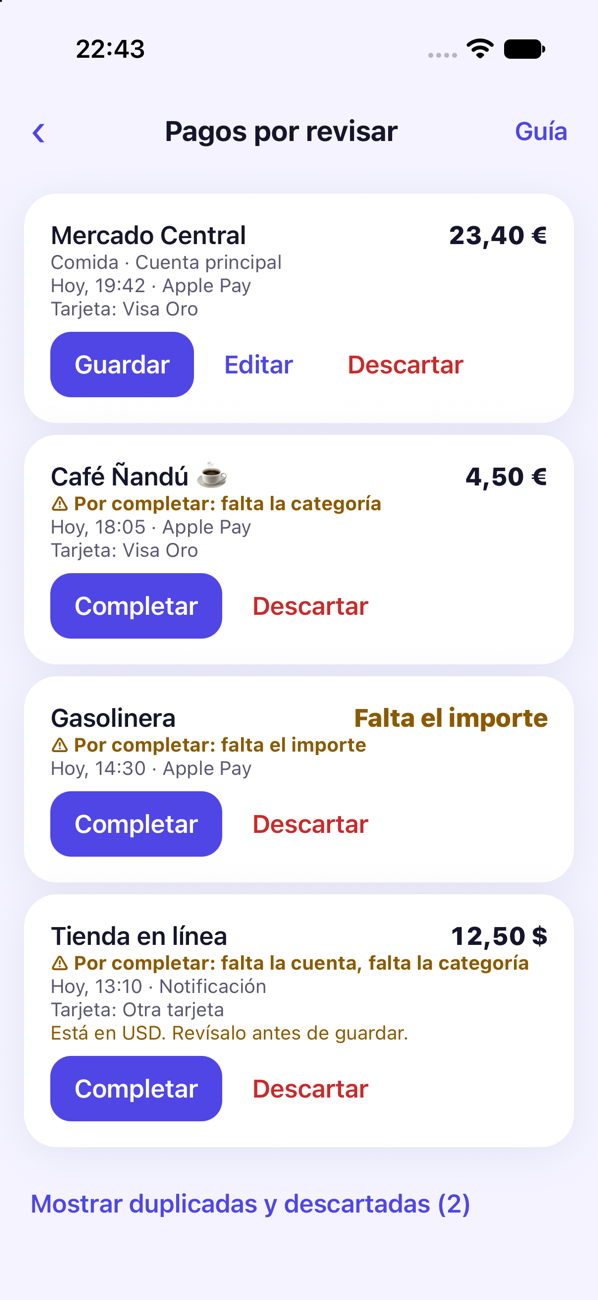 22:43
‹ Pagos por revisar Guía
Mercado Central 23,40 €
Comida · Cuenta principal
Hoy, 19:42 · Apple Pay
Tarjeta: Visa Oro
Guardar Editar Descartar
Café Ñandú ☕ 4,50 €
⚠ Por completar: falta la categoría
Hoy, 18:05 · Apple Pay
Tarjeta: Visa Oro
Completar Descartar
Gasolinera Falta el importe
⚠ Por completar: falta el importe
Hoy, 14:30 · Apple Pay
Completar Descartar
Tienda en línea 12,50 $
⚠ Por completar: falta la cuenta, falta la categoría
Hoy, 13:10 · Notificación
Tarjeta: Otra tarjeta
Está en USD. Revísalo antes de guardar.
Completar Descartar
Mostrar duplicadas y descartadas (2)